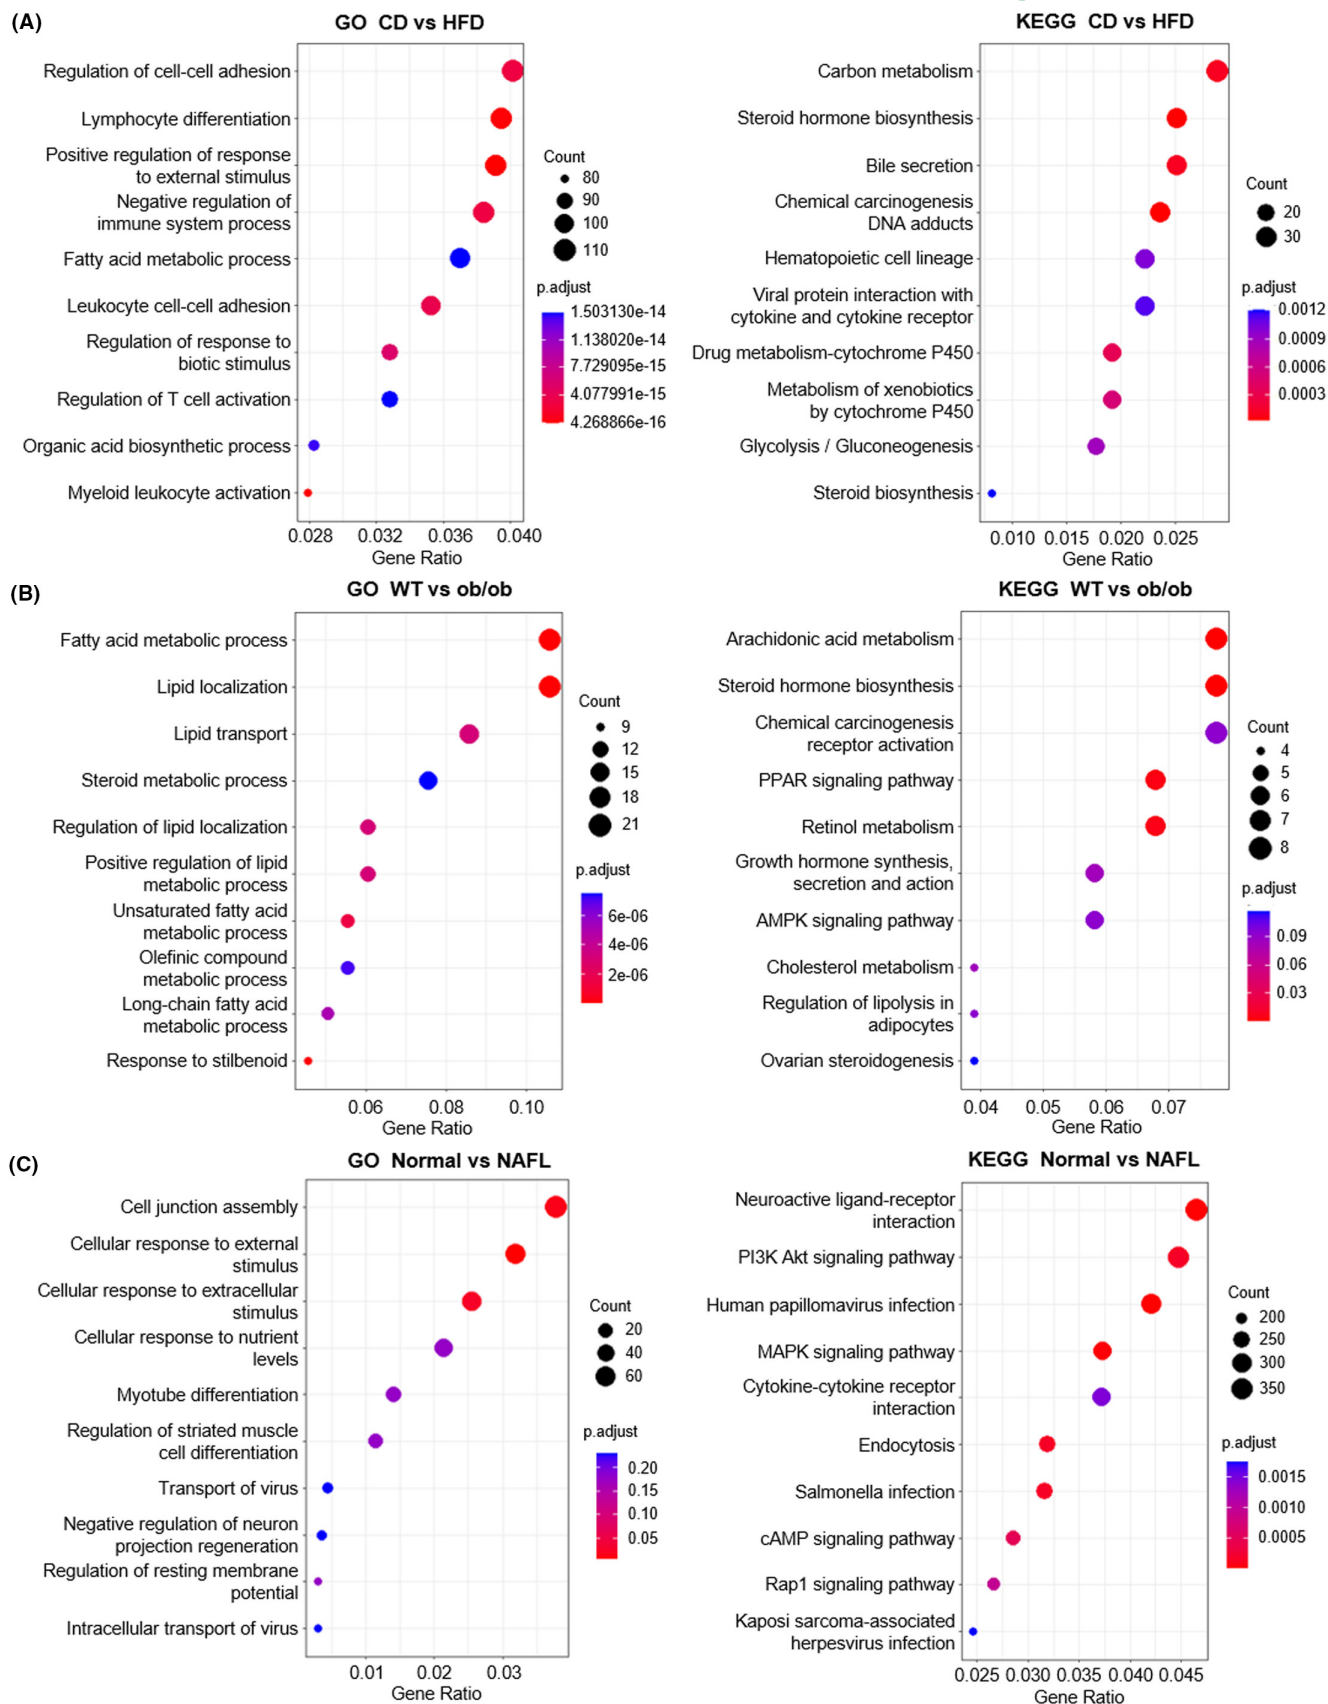 (A)
GO CD vs HFD
Regulation of cell-cell adhesion
Lymphocyte differentiation
Positive regulation of response
to external stimulus
Negative regulation of
immune system process
Fatty acid metabolic process
Leukocyte cell-cell adhesion
Regulation of response to
biotic stimulus
Regulation of T cell activation
Organic acid biosynthetic process
Myeloid leukocyte activation
0.028 0.032 0.036 0.040
Gene Ratio
Count
80
90
100
110
p.adjust
1.503130e-14
1.138020e-14
7.729095e-15
4.077991e-15
4.268866e-16
KEGG CD vs HFD
Carbon metabolism
Steroid hormone biosynthesis
Bile secretion
Chemical carcinogenesis
DNA adducts
Hematopoietic cell lineage
Viral protein interaction with
cytokine and cytokine receptor
Drug metabolism-cytochrome P450
Metabolism of xenobiotics
by cytochrome P450
Glycolysis / Gluconeogenesis
Steroid biosynthesis
0.010 0.015 0.020 0.025
Gene Ratio
Count
20
30
p.adjust
0.0012
0.0009
0.0006
0.0003
(B)
GO WT vs ob/ob
Fatty acid metabolic process
Lipid localization
Lipid transport
Steroid metabolic process
Regulation of lipid localization
Positive regulation of lipid
metabolic process
Unsaturated fatty acid
metabolic process
Olefinic compound
metabolic process
Long-chain fatty acid
metabolic process
Response to stilbenoid
0.06 0.08 0.10
Gene Ratio
Count
9
12
15
18
21
p.adjust
6e-06
4e-06
2e-06
KEGG WT vs ob/ob
Arachidonic acid metabolism
Steroid hormone biosynthesis
Chemical carcinogenesis
receptor activation
PPAR signaling pathway
Retinol metabolism
Growth hormone synthesis,
secretion and action
AMPK signaling pathway
Cholesterol metabolism
Regulation of lipolysis in
adipocytes
Ovarian steroidogenesis
0.04 0.05 0.06 0.07
Gene Ratio
Count
4
5
6
7
8
p.adjust
0.09
0.06
0.03
(C)
GO Normal vs NAFL
Cell junction assembly
Cellular response to external
stimulus
Cellular response to extracellular
stimulus
Cellular response to nutrient
levels
Myotube differentiation
Regulation of striated muscle
cell differentiation
Transport of virus
Negative regulation of neuron
projection regeneration
Regulation of resting membrane
potential
Intracellular transport of virus
0.01 0.02 0.03
Gene Ratio
Count
20
40
60
p.adjust
0.20
0.15
0.10
0.05
KEGG Normal vs NAFL
Neuroactive ligand-receptor
interaction
PI3K Akt signaling pathway
Human papillomavirus infection
MAPK signaling pathway
Cytokine-cytokine receptor
interaction
Endocytosis
Salmonella infection
cAMP signaling pathway
Rap1 signaling pathway
Kaposi sarcoma-associated
herpesvirus infection
0.025 0.030 0.035 0.040 0.045
Gene Ratio
Count
200
250
300
350
p.adjust
0.0015
0.0010
0.0005